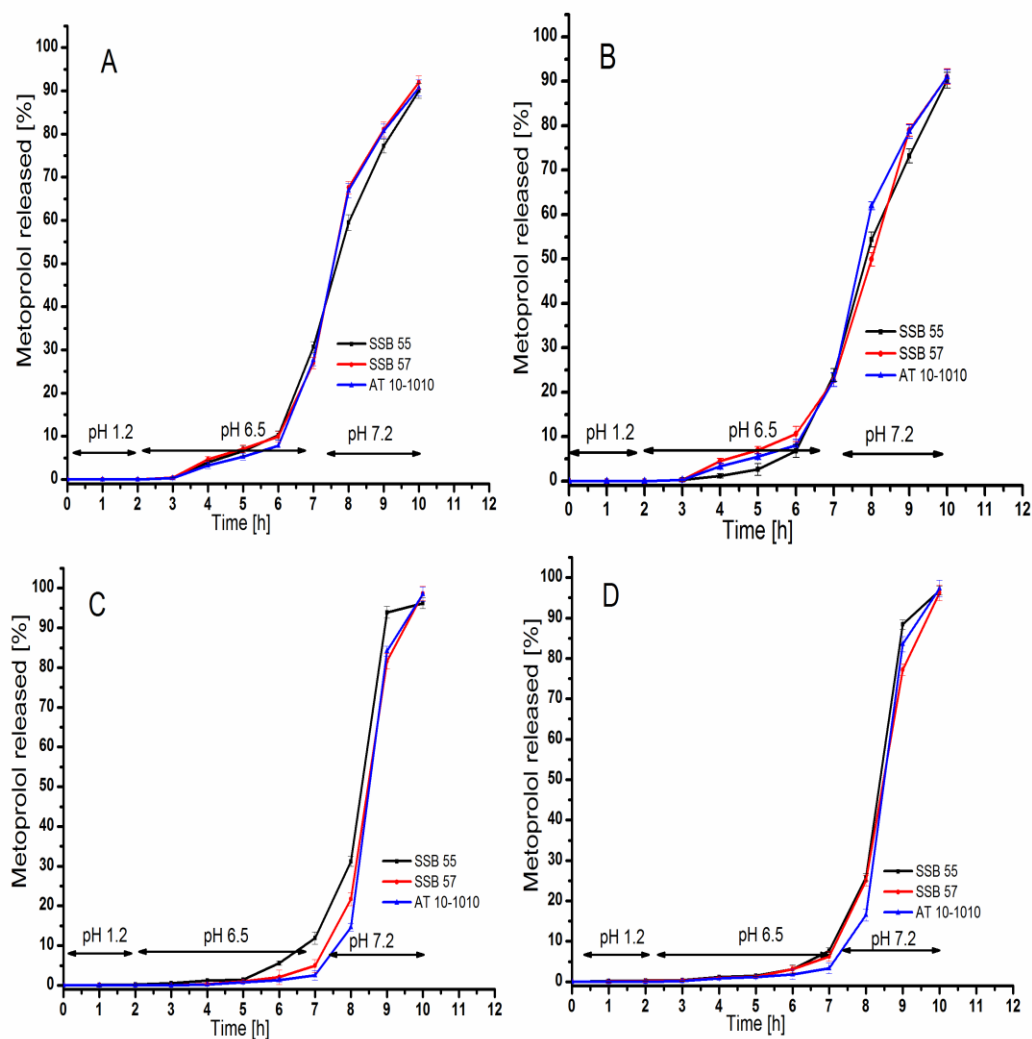 A
Metoprolol released [%]
100
90
80
70
60
50
40
30
20
10
0
SSB 55
SSB 57
AT 10-1010
pH 1.2
pH 6.5
pH 7.2
0 1 2 3 4 5 6 7 8 9 10 11 12
Time [h]
B
Metoprolol released [%]
100
90
80
70
60
50
40
30
20
10
0
SSB 55
SSB 57
AT 10-1010
pH 1.2
pH 6.5
pH 7.2
0 1 2 3 4 5 6 7 8 9 10 11 12
Time [h]
C
Metoprolol released [%]
100
90
80
70
60
50
40
30
20
10
0
SSB 55
SSB 57
AT 10-1010
pH 1.2
pH 6.5
pH 7.2
0 1 2 3 4 5 6 7 8 9 10 11 12
Time [h]
D
Metoprolol released [%]
100
90
80
70
60
50
40
30
20
10
0
SSB 55
SSB 57
AT 10-1010
pH 1.2
pH 6.5
pH 7.2
0 1 2 3 4 5 6 7 8 9 10 11 12
Time [h]